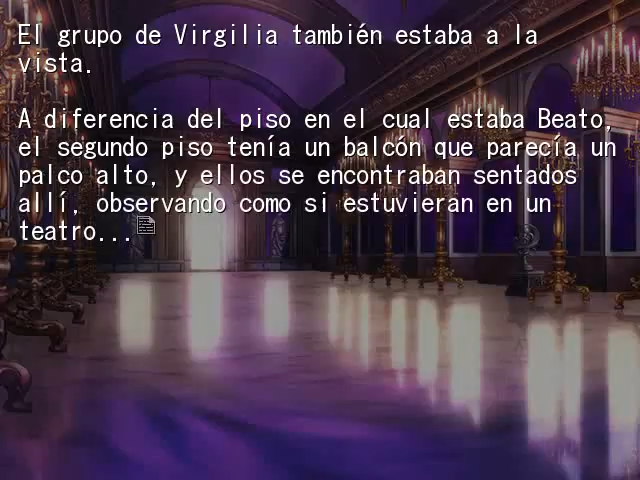 El grupo de Virgilia también estaba a la
vista.
A diferencia del piso en el cual estaba Beato,
el segundo piso tenía un balcón que parecía un
palco alto, y ellos se encontraban sentados
allí, observando como si estuvieran en un
teatro...